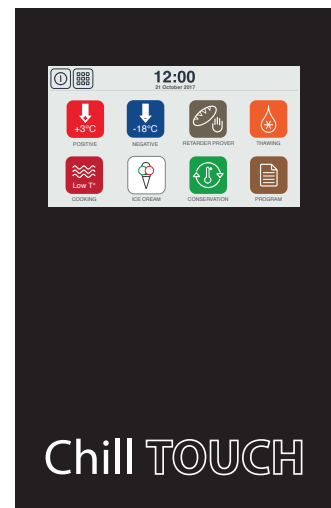 12:00
21 October 2017
+3°C
-18°C
POSITIVE
NEGATIVE
RETARDER PROVER
THAWING
Low T°
COOKING
ICE CREAM
CONSERVATION
PROGRAM
Chill TOUCH